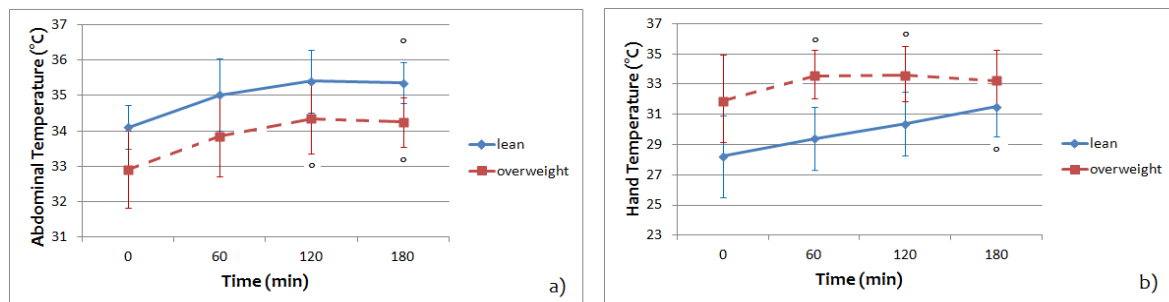 37
36
35
34
33
32
31
Abdominal Temperature (°C)
0 60 120 180
Time (min)
lean
overweight
a)
37
35
33
31
29
27
25
23
Hand Temperature (°C)
0 60 120 180
Time (min)
lean
overweight
b)